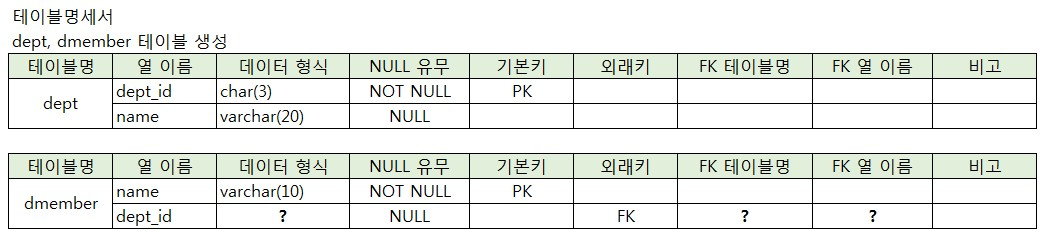 테이블명세서
dept, dmember 테이블 생성
테이블명 열 이름 데이터 형식 NULL 유무 기본키 외래키 FK 테이블명 FK 열 이름 비고
dept dept_id char(3) NOT NULL PK
name varchar(20) NULL
테이블명 열 이름 데이터 형식 NULL 유무 기본키 외래키 FK 테이블명 FK 열 이름 비고
dmember name varchar(10) NOT NULL PK
dept_id ? NULL FK ? ?